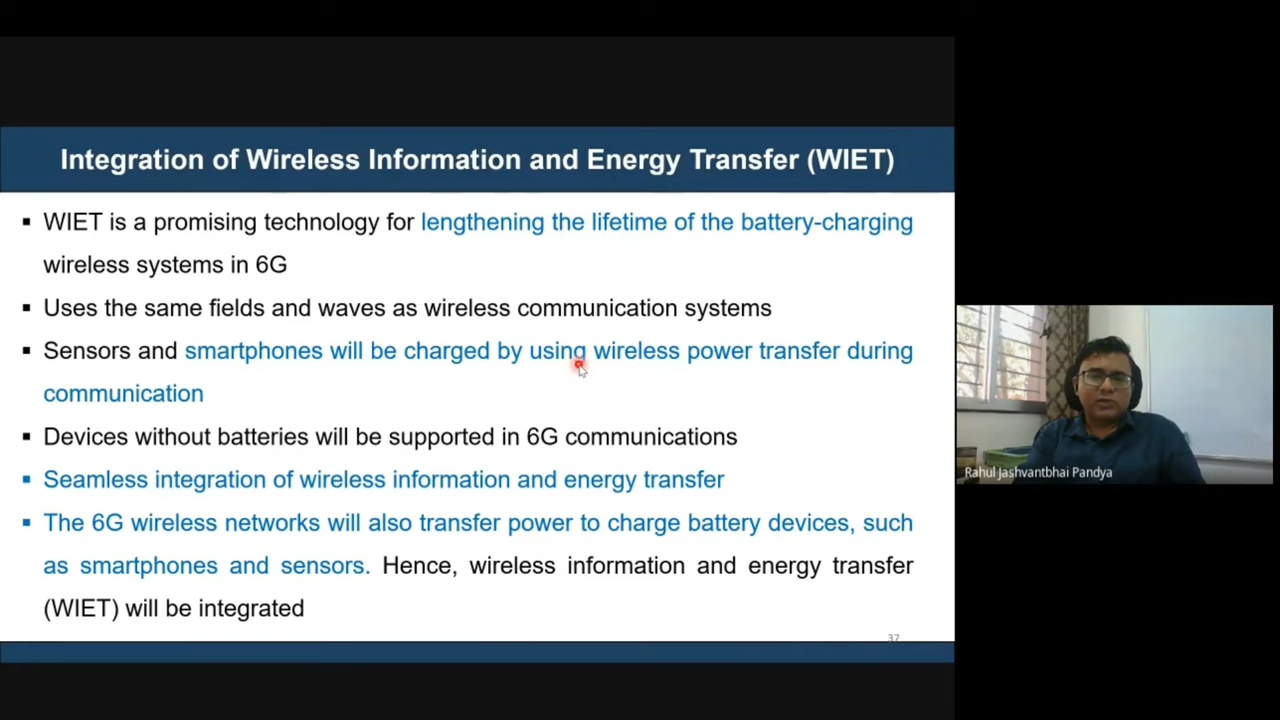 Integration of Wireless Information and Energy Transfer (WIET)
▪ WIET is a promising technology for lengthening the lifetime of the battery-charging
wireless systems in 6G
▪ Uses the same fields and waves as wireless communication systems
▪ Sensors and smartphones will be charged by using wireless power transfer during
communication
▪ Devices without batteries will be supported in 6G communications
▪ Seamless integration of wireless information and energy transfer
▪ The 6G wireless networks will also transfer power to charge battery devices, such
as smartphones and sensors. Hence, wireless information and energy transfer
(WIET) will be integrated
37
Rahul Jashvantbhai Pandya